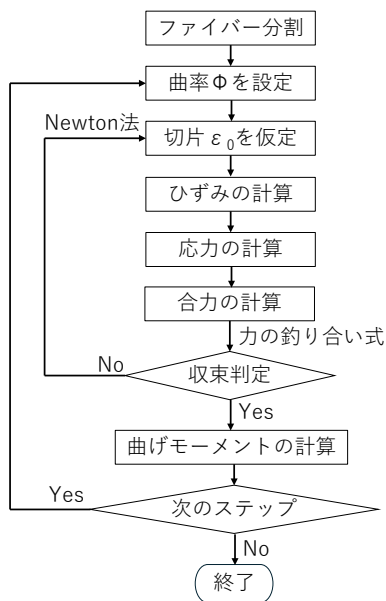 ファイバー分割
曲率Φを設定
Newton法
切片ε₀を仮定
ひずみの計算
応力の計算
合力の計算
力の釣り合い式
No
収束判定
Yes
曲げモーメントの計算
Yes
次のステップ
No
終了